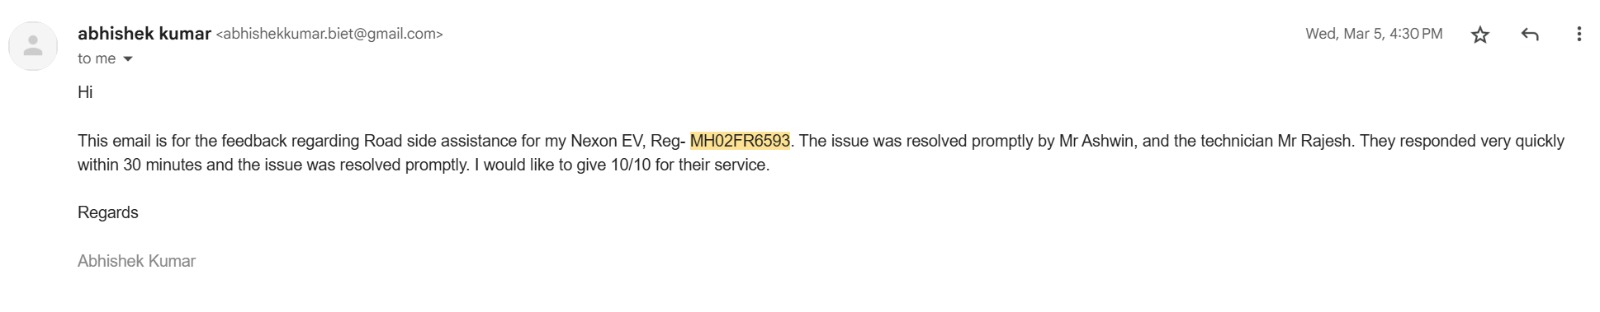 abhishek kumar <abhishekkumar.biet@gmail.com>
Wed, Mar 5, 4:30 PM
to me
Hi
This email is for the feedback regarding Road side assistance for my Nexon EV, Reg- MH02FR6593. The issue was resolved promptly by Mr Ashwin, and the technician Mr Rajesh. They responded very quickly
within 30 minutes and the issue was resolved promptly. I would like to give 10/10 for their service.
Regards
Abhishek Kumar